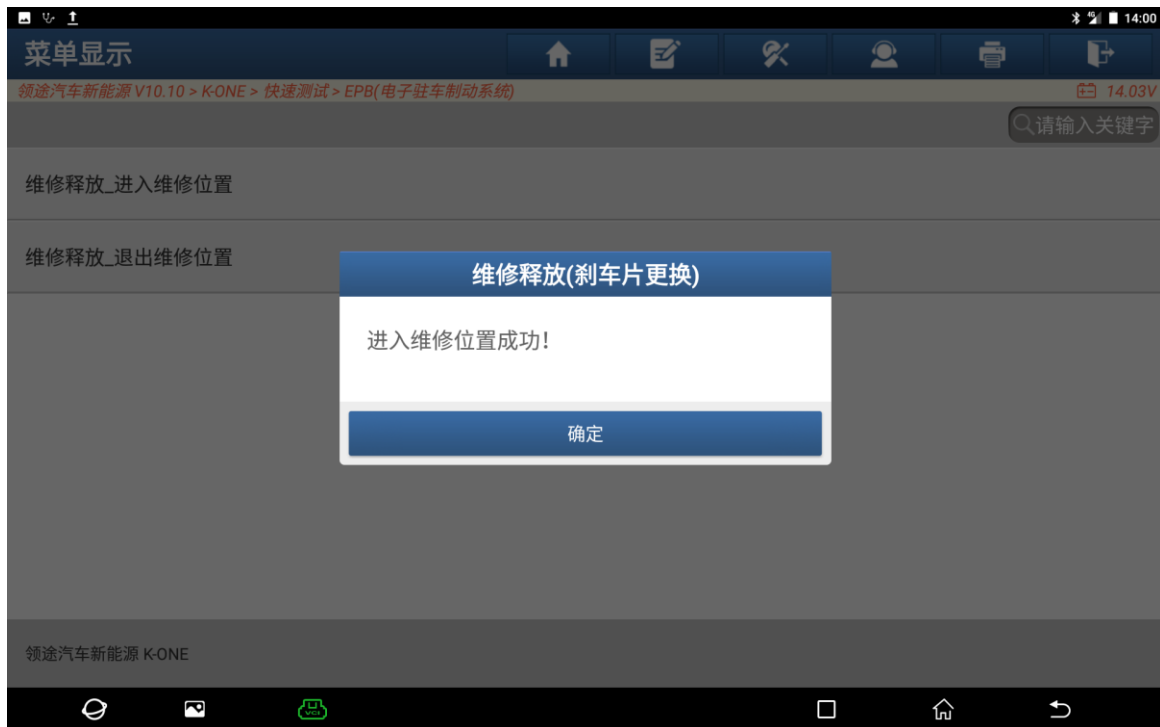 14:00
菜单显示
领途汽车新能源 V10.10 > K-ONE > 快速测试 > EPB(电子驻车制动系统)
14.03V
请输入关键字
维修释放_进入维修位置
维修释放_退出维修位置
维修释放(刹车片更换)
进入维修位置成功!
确定
领途汽车新能源 K-ONE
VCI